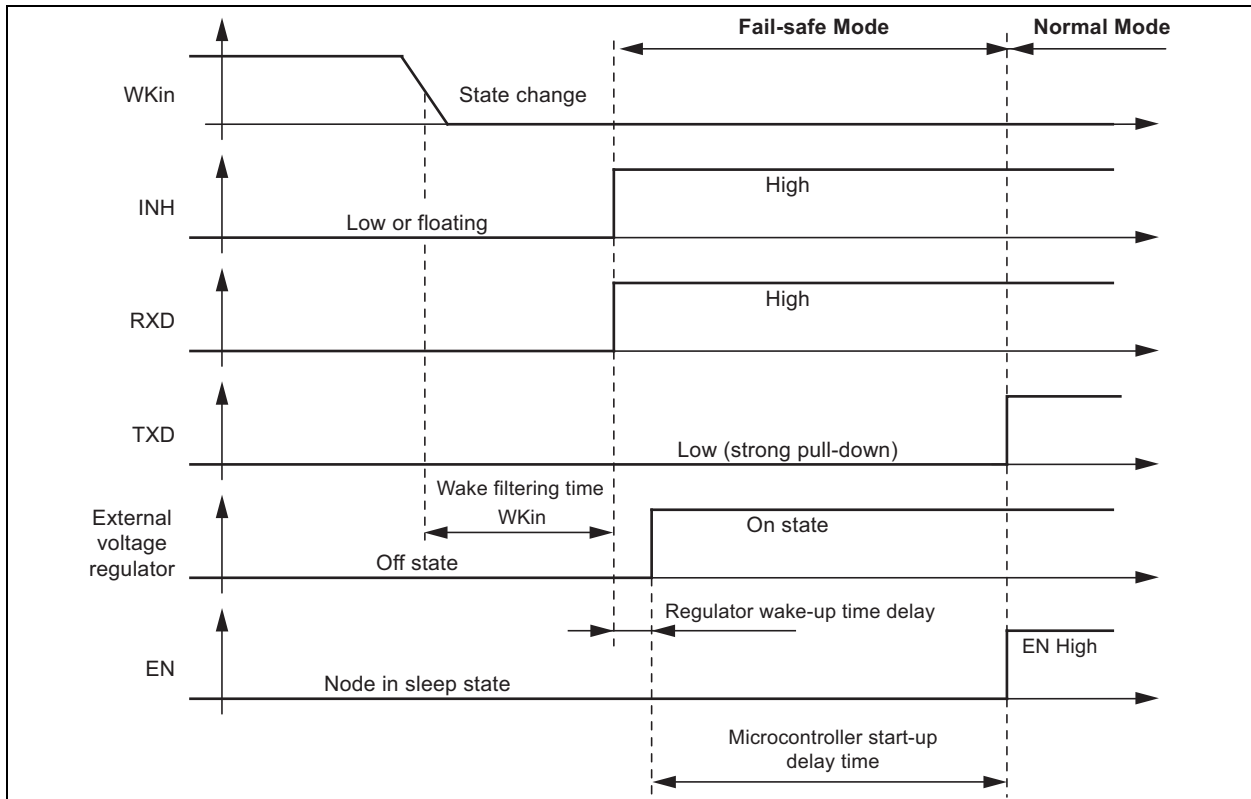 Fail-safe Mode
Normal Mode
WKin
State change
INH
High
Low or floating
RXD
High
TXD
Low (strong pull-down)
Wake filtering time
WKin
External
voltage
regulator
On state
Off state
Regulator wake-up time delay
EN
EN High
Node in sleep state
Microcontroller start-up
delay time